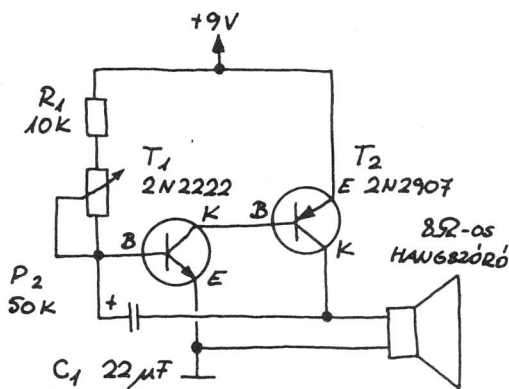 +9V
R1
10K
T1
2N2222
T2
E 2N2907
K
B
B
K
E
8Ω-os
HANGSZÓRÓ
P2
50K
+
C1 22µF